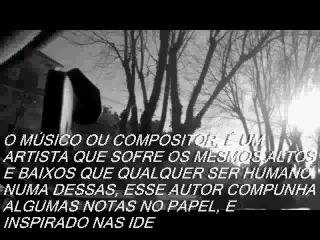 O MÚSICO OU COMPOSITOR, É UM
ARTISTA QUE SOFRE OS MESMOS ALTOS
E BAIXOS QUE QUALQUER SER HUMANO.
NUMA DESSAS, ESSE AUTOR COMPUNHA
ALGUMAS NOTAS NO PAPEL, E
INSPIRADO NAS IDE